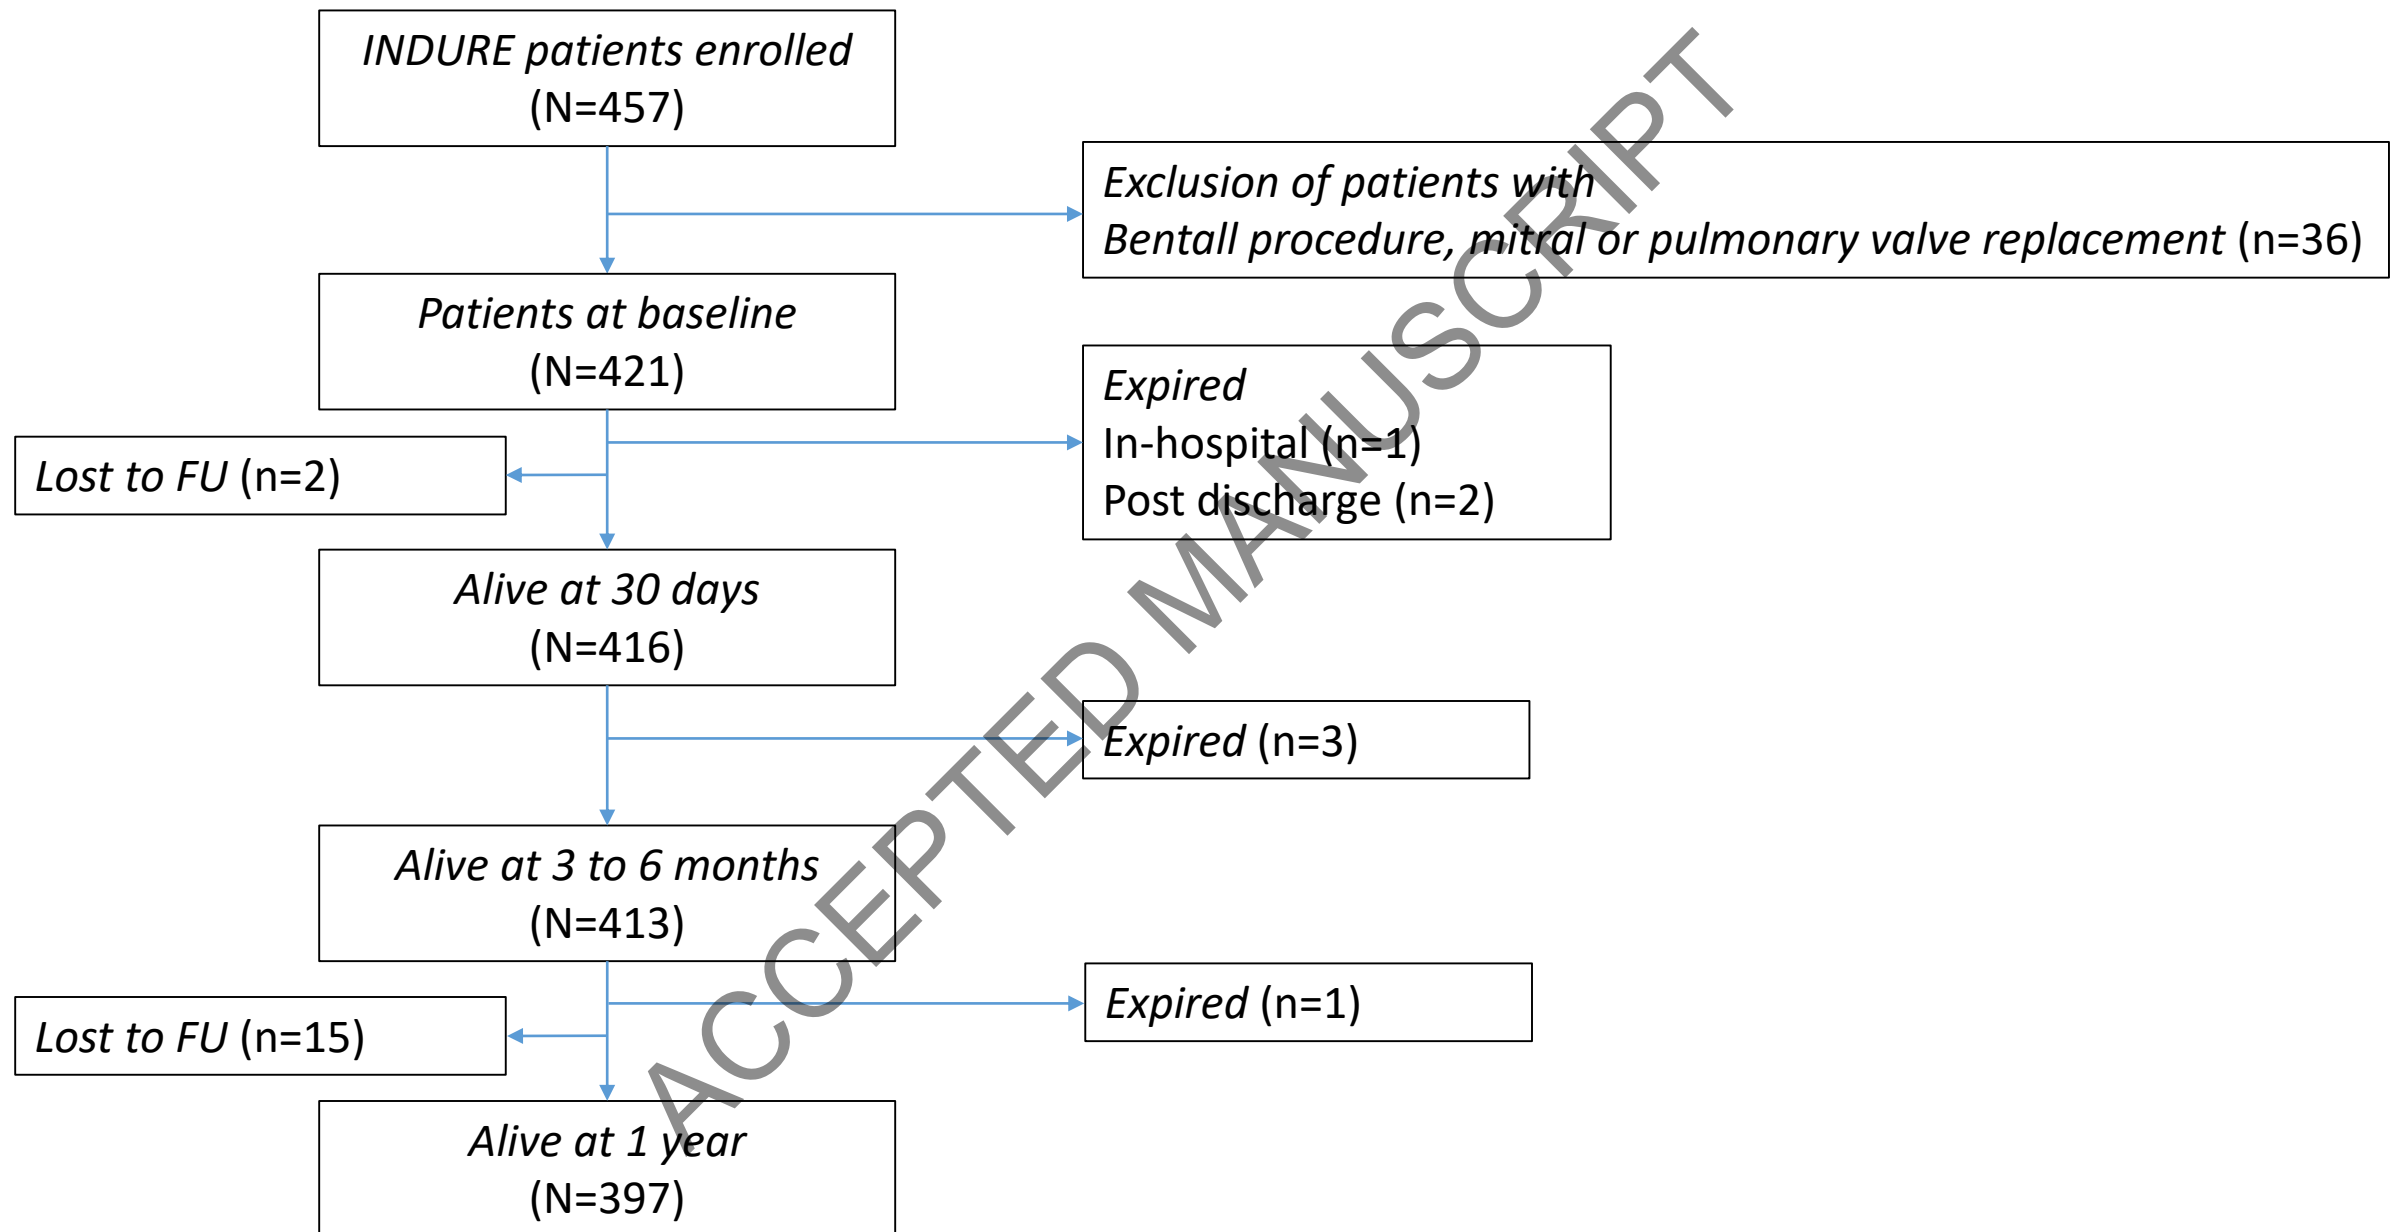 INDURE patients enrolled
(N=457)
Exclusion of patients with
Bentall procedure, mitral or pulmonary valve replacement (n=36)
Patients at baseline
(N=421)
Expired
In-hospital (n=1)
Post discharge (n=2)
Lost to FU (n=2)
Alive at 30 days
(N=416)
Expired (n=3)
Alive at 3 to 6 months
(N=413)
Expired (n=1)
Lost to FU (n=15)
Alive at 1 year
(N=397)
ACCEPTED MANUSCRIPT